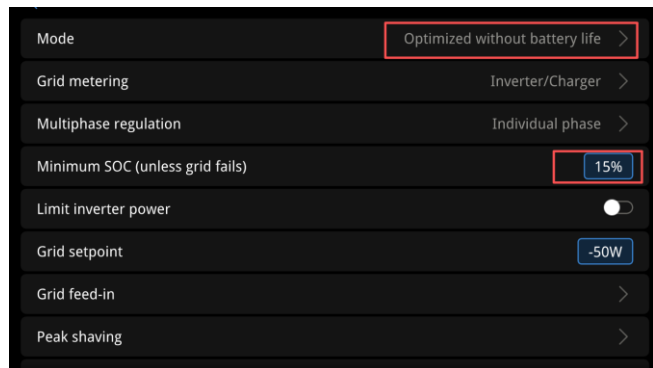 Mode Optimized without battery life
Grid metering Inverter/Charger
Multiphase regulation Individual phase
Minimum SOC (unless grid fails) 15%
Limit inverter power
Grid setpoint -50W
Grid feed-in
Peak shaving